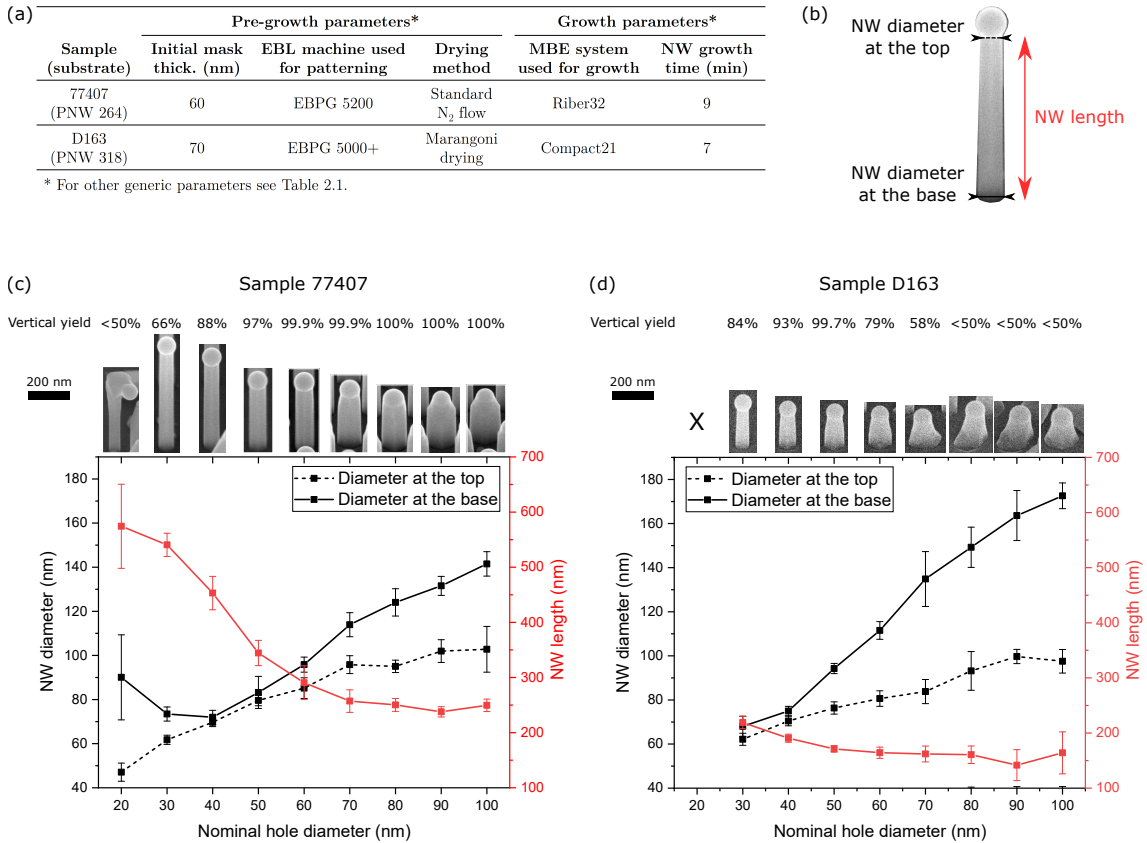 (a)
Pre-growth parameters* Growth parameters*
Sample Initial mask EBL machine used Drying MBE system NW growth
(substrate) thick. (nm) for patterning method used for growth time (min)
77407 60 EBPG 5200 Standard Riber32 9
(PNW 264) N2 flow
D163 70 EBPG 5000+ Marangoni Compact21 7
(PNW 318) drying
* For other generic parameters see Table 2.1.
(b)
NW diameter
at the top
NW length
NW diameter
at the base
(c) Sample 77407
Vertical yield <50% 66% 88% 97% 99.9% 99.9% 100% 100% 100%
200 nm
Diameter at the top
Diameter at the base
NW diameter (nm)
180
160
140
120
100
80
60
40
NW length (nm)
700
600
500
400
300
200
100
20 30 40 50 60 70 80 90 100
Nominal hole diameter (nm)
(d) Sample D163
Vertical yield 84% 93% 99.7% 79% 58% <50% <50% <50%
200 nm
X
Diameter at the top
Diameter at the base
NW diameter (nm)
180
160
140
120
100
80
60
40
NW length (nm)
700
600
500
400
300
200
100
20 30 40 50 60 70 80 90 100
Nominal hole diameter (nm)